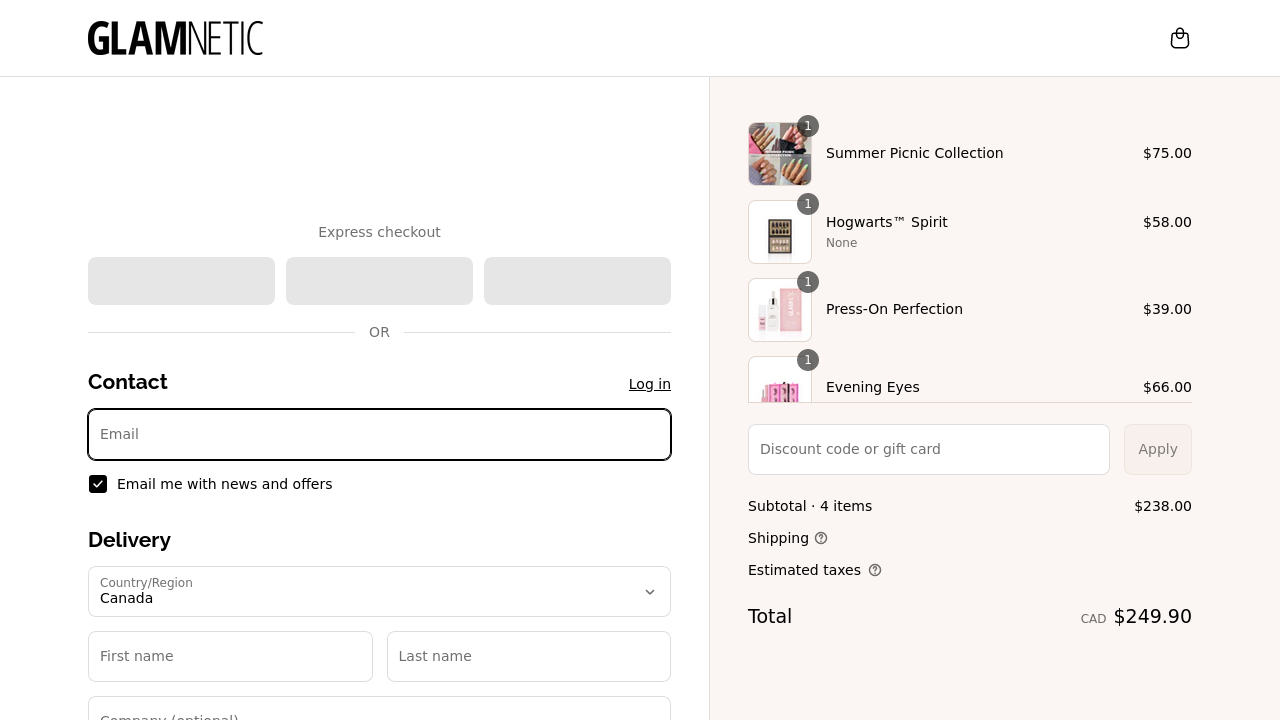 GLAMNETIC
Express checkout
OR
Contact
Log in
Email
Email me with news and offers
Delivery
Country/Region
Canada
First name
Last name
Company (optional)
1
Summer Picnic Collection
$75.00
1
Hogwarts™ Spirit
None
$58.00
1
Press-On Perfection
$39.00
1
Evening Eyes
$66.00
Discount code or gift card
Apply
Subtotal · 4 items
$238.00
Shipping
Estimated taxes
Total
CAD $249.90